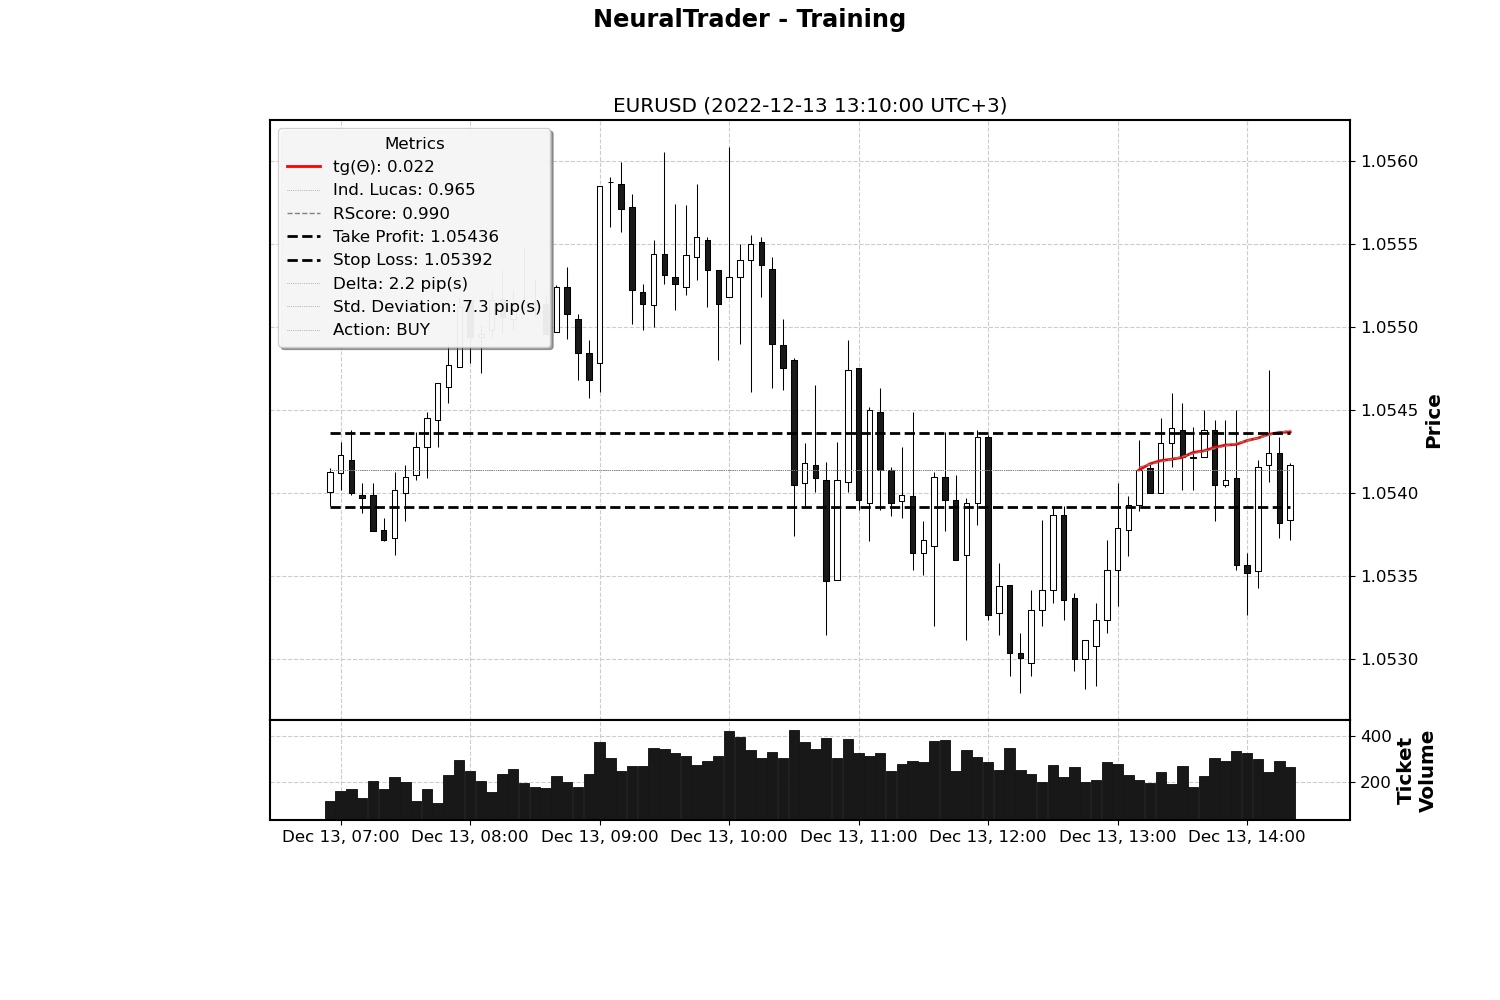 NeuralTrader - Training
EURUSD (2022-12-13 13:10:00 UTC+3)
Metrics
tg(Θ): 0.022
Ind. Lucas: 0.965
RScore: 0.990
Take Profit: 1.05436
Stop Loss: 1.05392
Delta: 2.2 pip(s)
Std. Deviation: 7.3 pip(s)
Action: BUY
1.0560
1.0555
1.0550
1.0545
1.0540
1.0535
1.0530
Price
400
200
Ticket
Volume
Dec 13, 07:00
Dec 13, 08:00
Dec 13, 09:00
Dec 13, 10:00
Dec 13, 11:00
Dec 13, 12:00
Dec 13, 13:00
Dec 13, 14:00